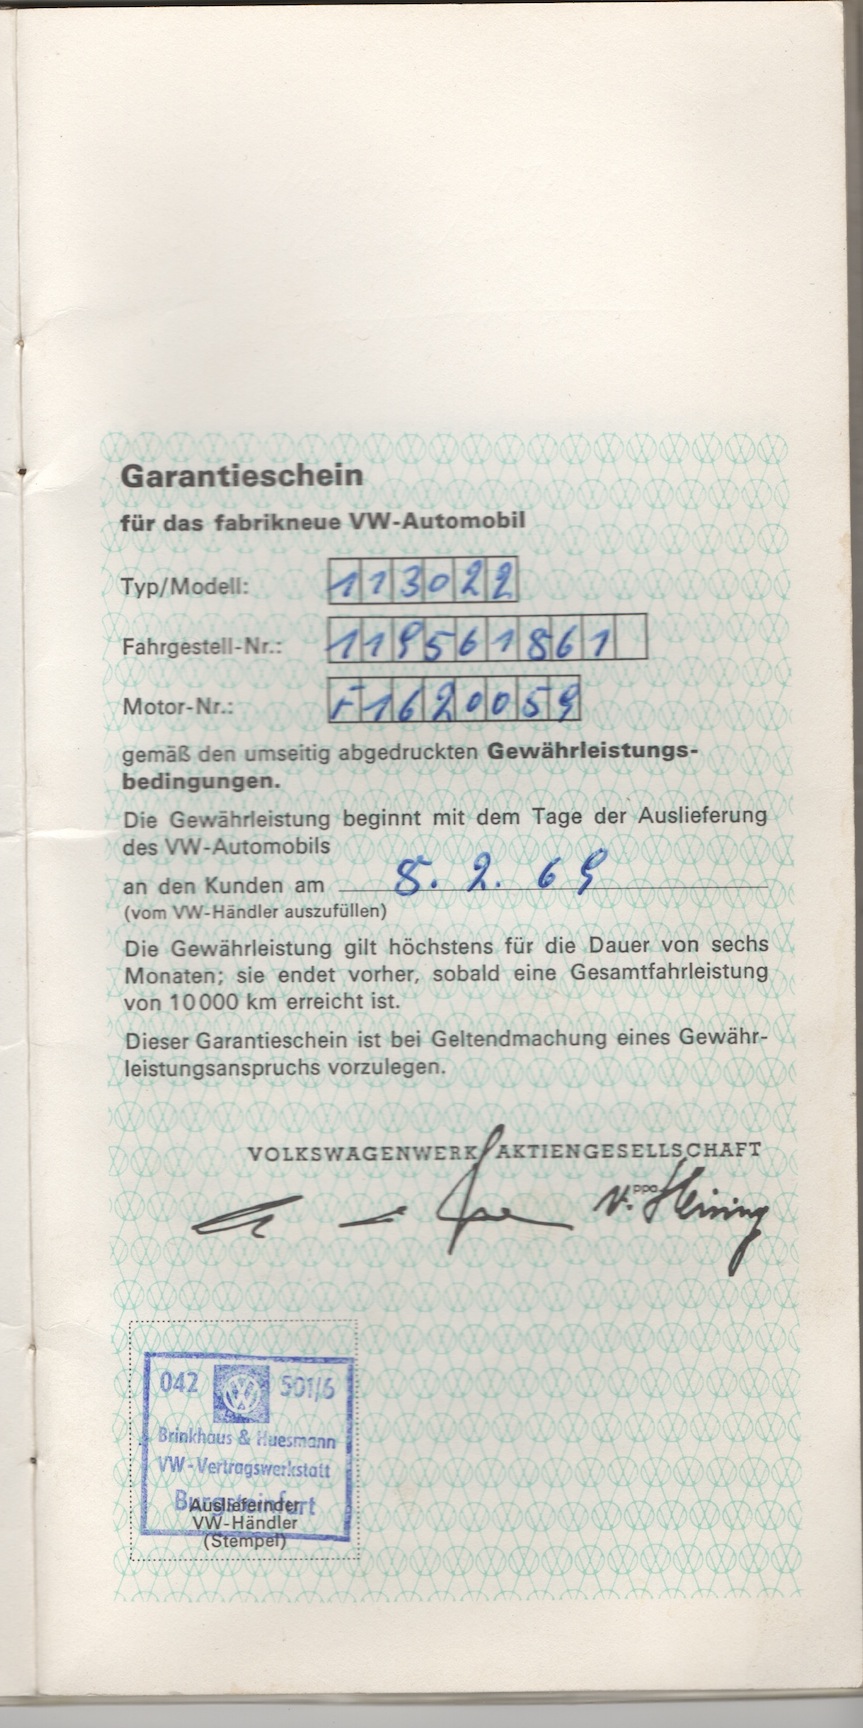 Garantieschein
für das fabrikneue VW-Automobil
Typ/Modell: 113022
Fahrgestell-Nr.: 119561861
Motor-Nr.: F1620059
gemäß den umseitig abgedruckten Gewährleistungs-
bedingungen.
Die Gewährleistung beginnt mit dem Tage der Auslieferung
des VW-Automobils
an den Kunden am 8. 2. 69
(vom VW-Händler auszufüllen)
Die Gewährleistung gilt höchstens für die Dauer von sechs
Monaten; sie endet vorher, sobald eine Gesamtfahrleistung
von 10 000 km erreicht ist.
Dieser Garantieschein ist bei Geltendmachung eines Gewähr-
leistungsanspruchs vorzulegen.
VOLKSWAGENWERK AKTIENGESELLSCHAFT
ppa
042 501/6
Brinkhaus & Huesmann
VW-Vertragswerkstatt
Burgsteinfurt
Ausliefernder
VW-Händler
(Stempel)